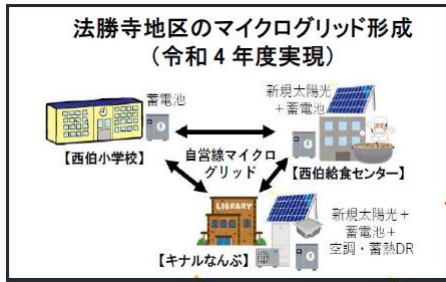 法勝寺地区のマイクログリッド形成
（令和４年度実現）
蓄電池
新規太陽光
＋蓄電池
【西伯小学校】
自営線マイクロ
グリッド
【西伯給食センター】
LIBRARY
新規太陽光＋
蓄電池＋
空調・蓄熱DR
【キナルなんぶ】